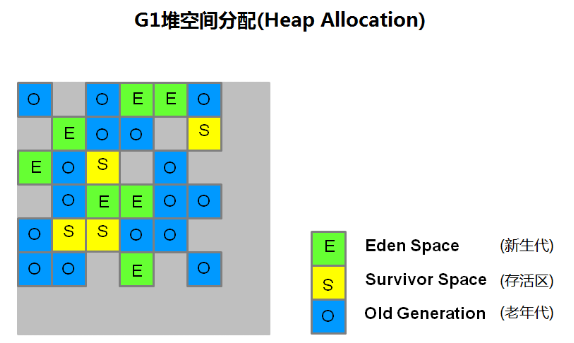 G1堆空间分配(Heap Allocation)
O O E E O
E O O S
E O S O
O E E O O
O S S O O
O O E O
E Eden Space (新生代)
S Survivor Space (存活区)
O Old Generation (老年代)